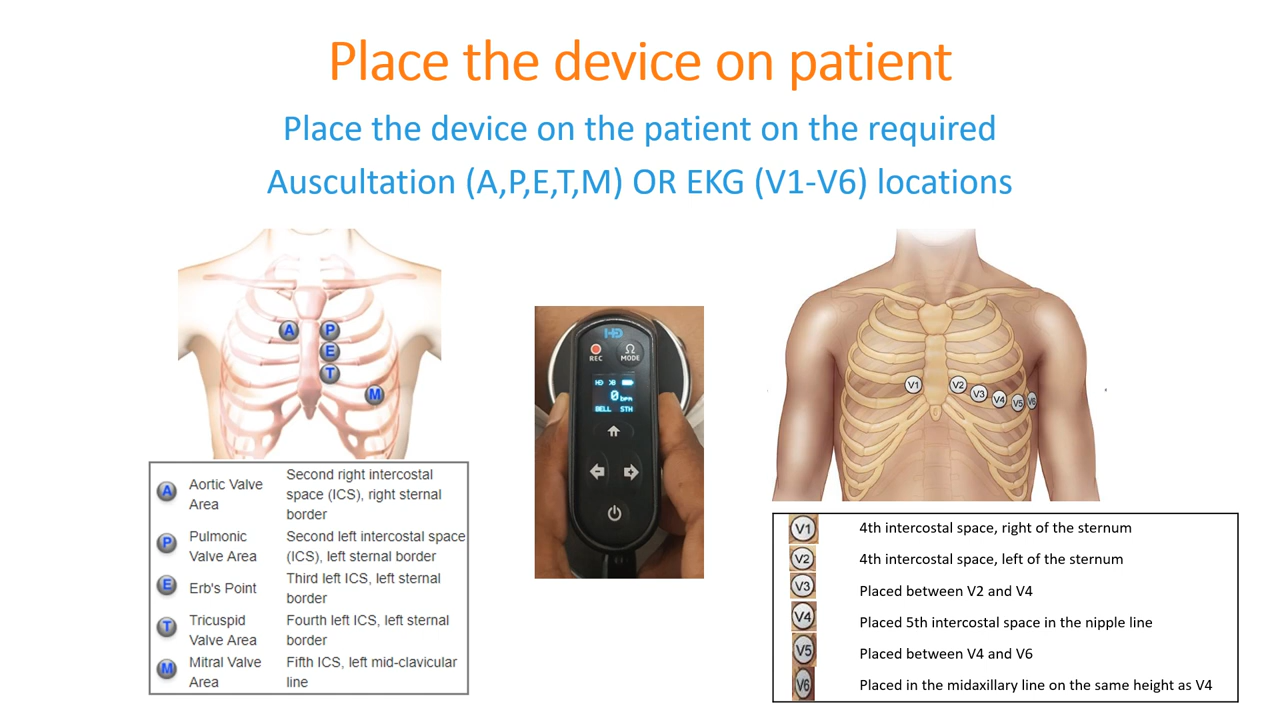 Place the device on patient
Place the device on the patient on the required
Auscultation (A,P,E,T,M) OR EKG (V1-V6) locations
A
P
E
T
M
A
Aortic Valve
Area
Second right intercostal
space (ICS), right sternal
border
P
Pulmonic
Valve Area
Second left intercostal space
(ICS), left sternal border
E
Erb's Point
Third left ICS, left sternal
border
T
Tricuspid
Valve Area
Fourth left ICS, left sternal
border
M
Mitral Valve
Area
Fifth ICS, left mid-clavicular
line
HD
REC
Ω
MODE
HD
0 bpm
BELL STH
V1
V2
V3
V4
V5
V6
V1 4th intercostal space, right of the sternum
V2 4th intercostal space, left of the sternum
V3 Placed between V2 and V4
V4 Placed 5th intercostal space in the nipple line
V5 Placed between V4 and V6
V6 Placed in the midaxillary line on the same height as V4